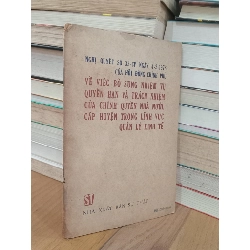 NGHỊ QUYẾT SỐ 33-CP NGÀY 4-2-1978
CỦA HỘI ĐỒNG CHÍNH PHỦ
VỀ VIỆC BỔ SUNG NHIỆM VỤ
QUYỀN HẠN VÀ TRÁCH NHIỆM
CỦA CHÍNH QUYỀN NHÀ NƯỚC
CẤP HUYỆN TRONG LĨNH VỰC
QUẢN LÝ KINH TẾ
ST
NHÀ XUẤT BẢN SỰ THẬT